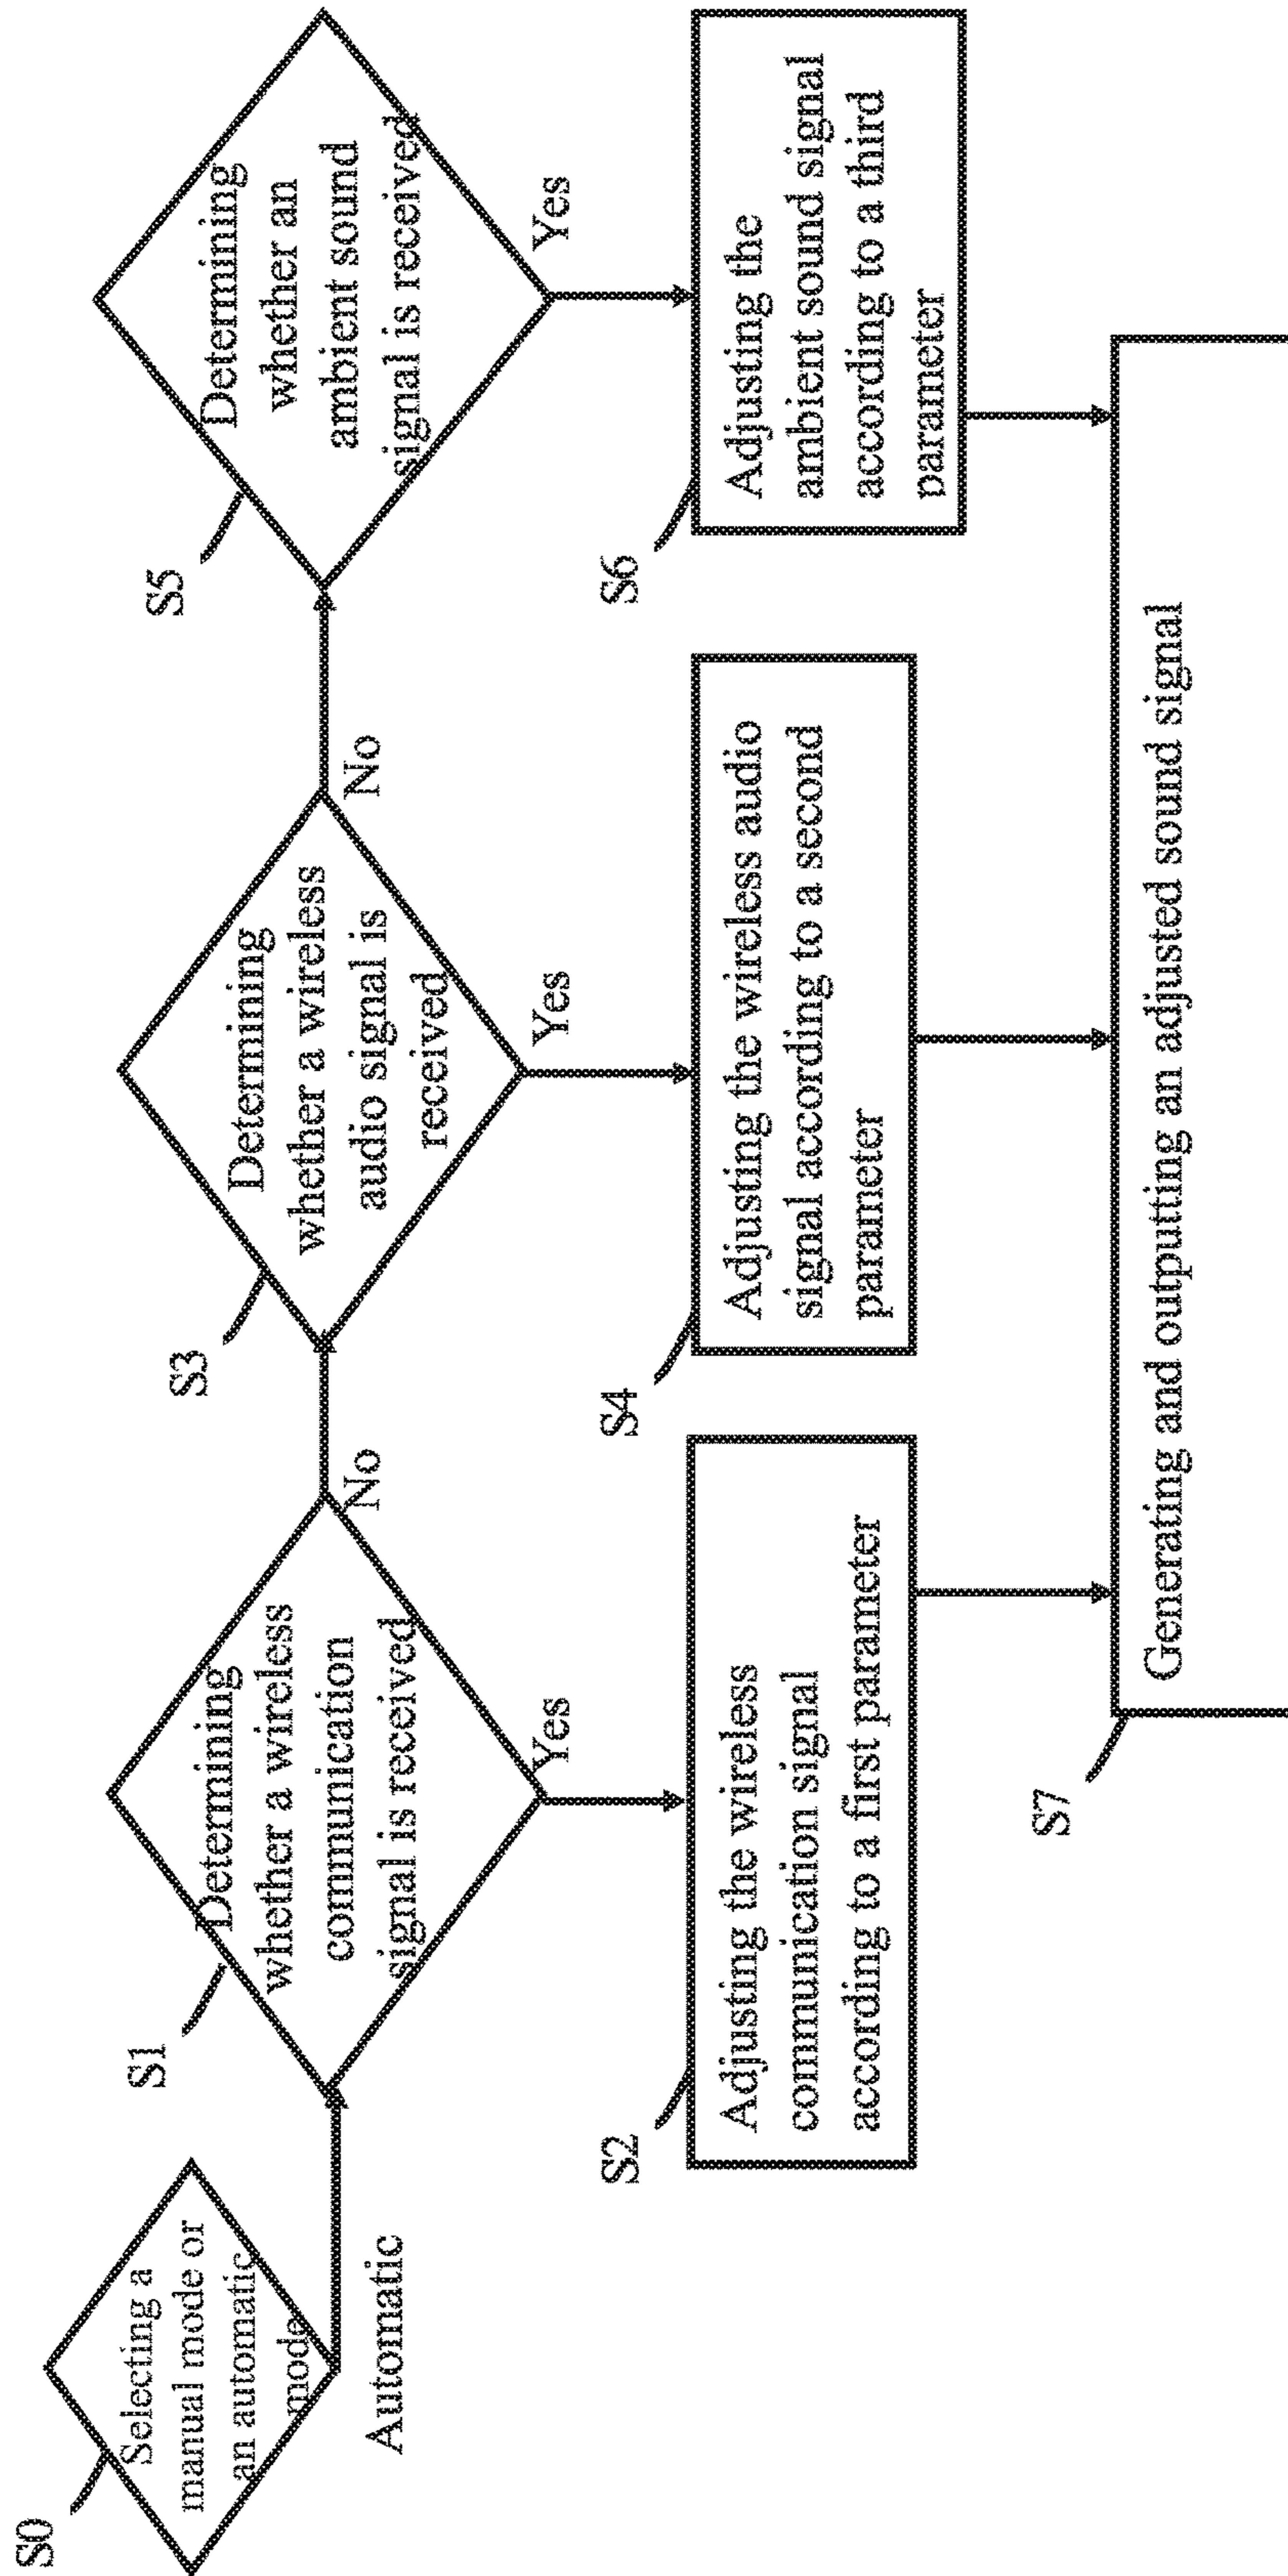 S0
Selecting a
manual mode or
an automatic
mode
Automatic
S1
Determining
whether a wireless
communication
signal is received
No
Yes
S2
Adjusting the wireless
communication signal
according to a first parameter
S3
Determining
whether a wireless
audio signal is
received
No
Yes
S4
Adjusting the wireless audio
signal according to a second
parameter
S5
Determining
whether an
ambient sound
signal is received
Yes
S6
Adjusting the
ambient sound signal
according to a third
parameter
S7
Generating and outputting an adjusted sound signal